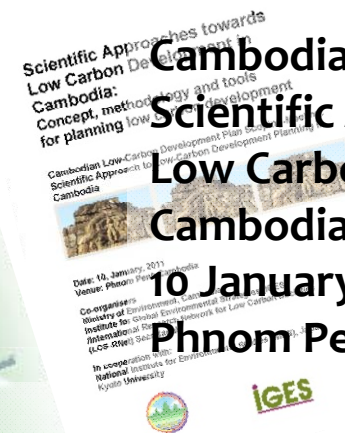 Scientific Approaches towards
Low Carbon Development in
Cambodia:
Concept, methodology and tools
for planning low carbon development
Cambodia
Scientific
Low Carbo
Cambodia
10 January
Phnom Pe
Cambodian Low-Carbon Development Plan
Scientific Approach to Low-Carbon Development Planning
Cambodia
Date: 10, January, 2011
Venue: Phnom Penh, Cambodia
Co-organisers
Ministry of Environment,
Institute for Global Environmental
International Research Network for Low Carbon
(LCS-RNet)
In cooperation with:
National Institute for Environmental
Kyoto University
IGES